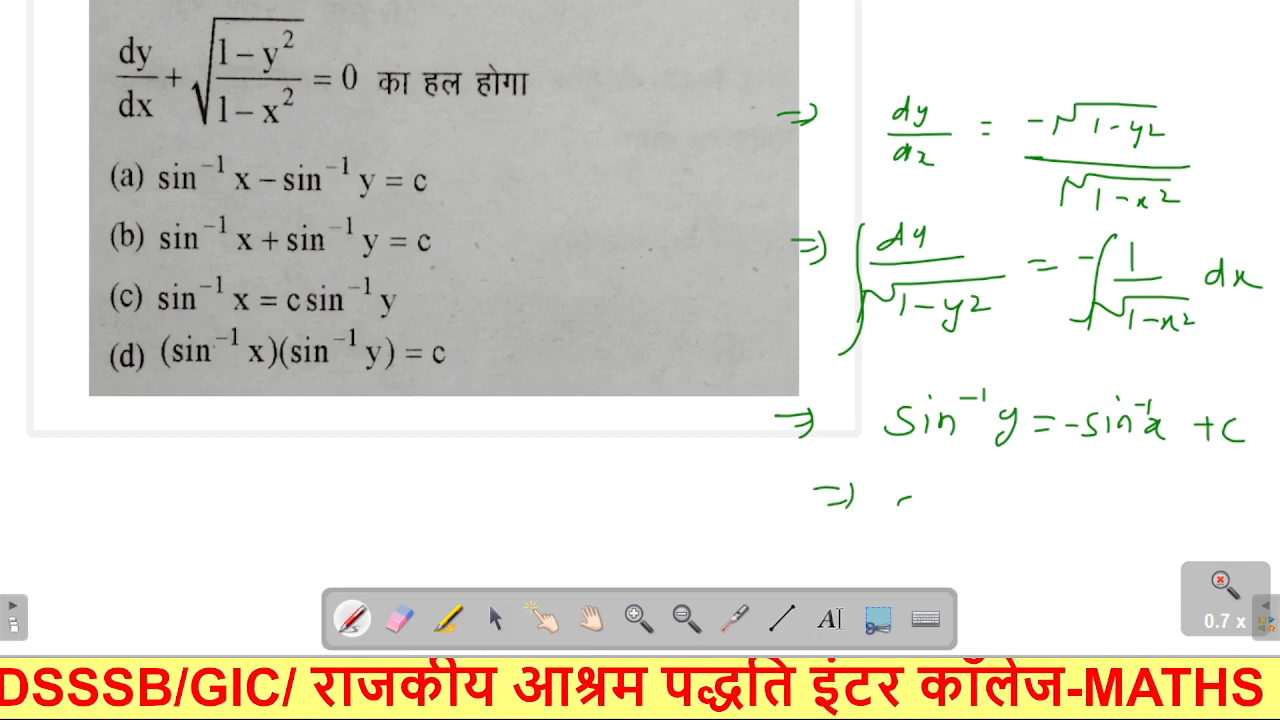 dy/dx + √((1 – y²)/(1 – x²)) = 0 का हल होगा
(a) sin⁻¹ x – sin⁻¹ y = c
(b) sin⁻¹ x + sin⁻¹ y = c
(c) sin⁻¹ x = c sin⁻¹ y
(d) (sin⁻¹ x)(sin⁻¹ y) = c
⇒ dy/dx = -√(1-y²)/√(1-x²)
⇒ ∫ dy/√(1-y²) = -∫ 1/√(1-x²) dx
⇒ sin⁻¹ y = -sin⁻¹x + c
⇒
AI
0.7 x
DSSSB/GIC/ राजकीय आश्रम पद्धति इंटर कॉलेज-MATHS